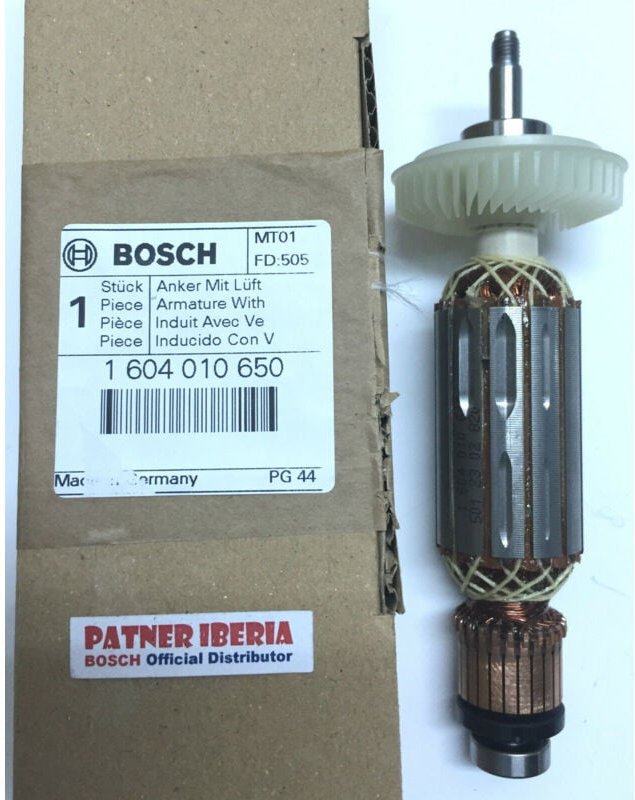 BOSCH
MT01
FD:505
1
Stück Anker Mit Lüft
Piece Armature With
Pièce Induit Avec Ve
Piece Inducido Con V
1 604 010 650
Germany PG 44
PATNER IBERIA
BOSCH Official Distributor